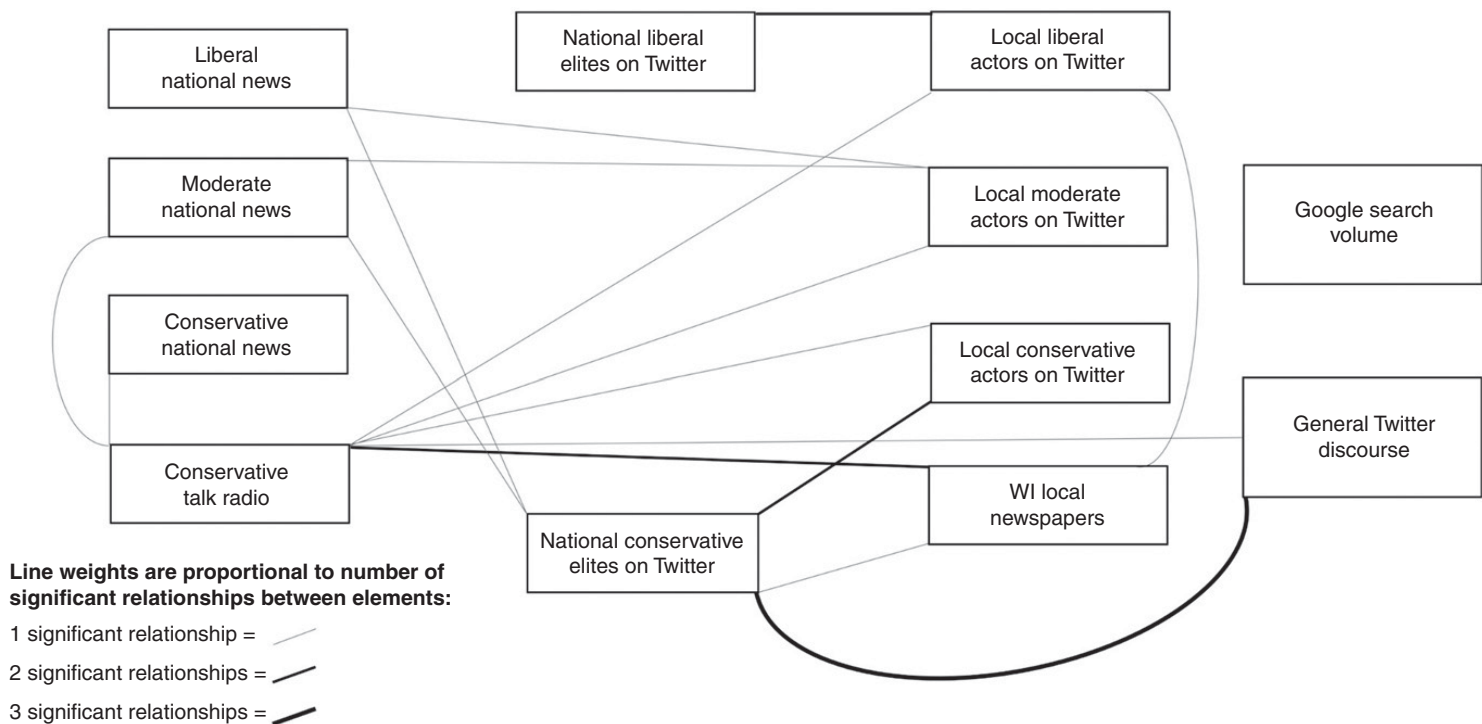 Liberal
national news
National liberal
elites on Twitter
Local liberal
actors on Twitter
Moderate
national news
Local moderate
actors on Twitter
Google search
volume
Conservative
national news
Local conservative
actors on Twitter
General Twitter
discourse
Conservative
talk radio
WI local
newspapers
National conservative
elites on Twitter
Line weights are proportional to number of
significant relationships between elements:
1 significant relationship =
2 significant relationships =
3 significant relationships =